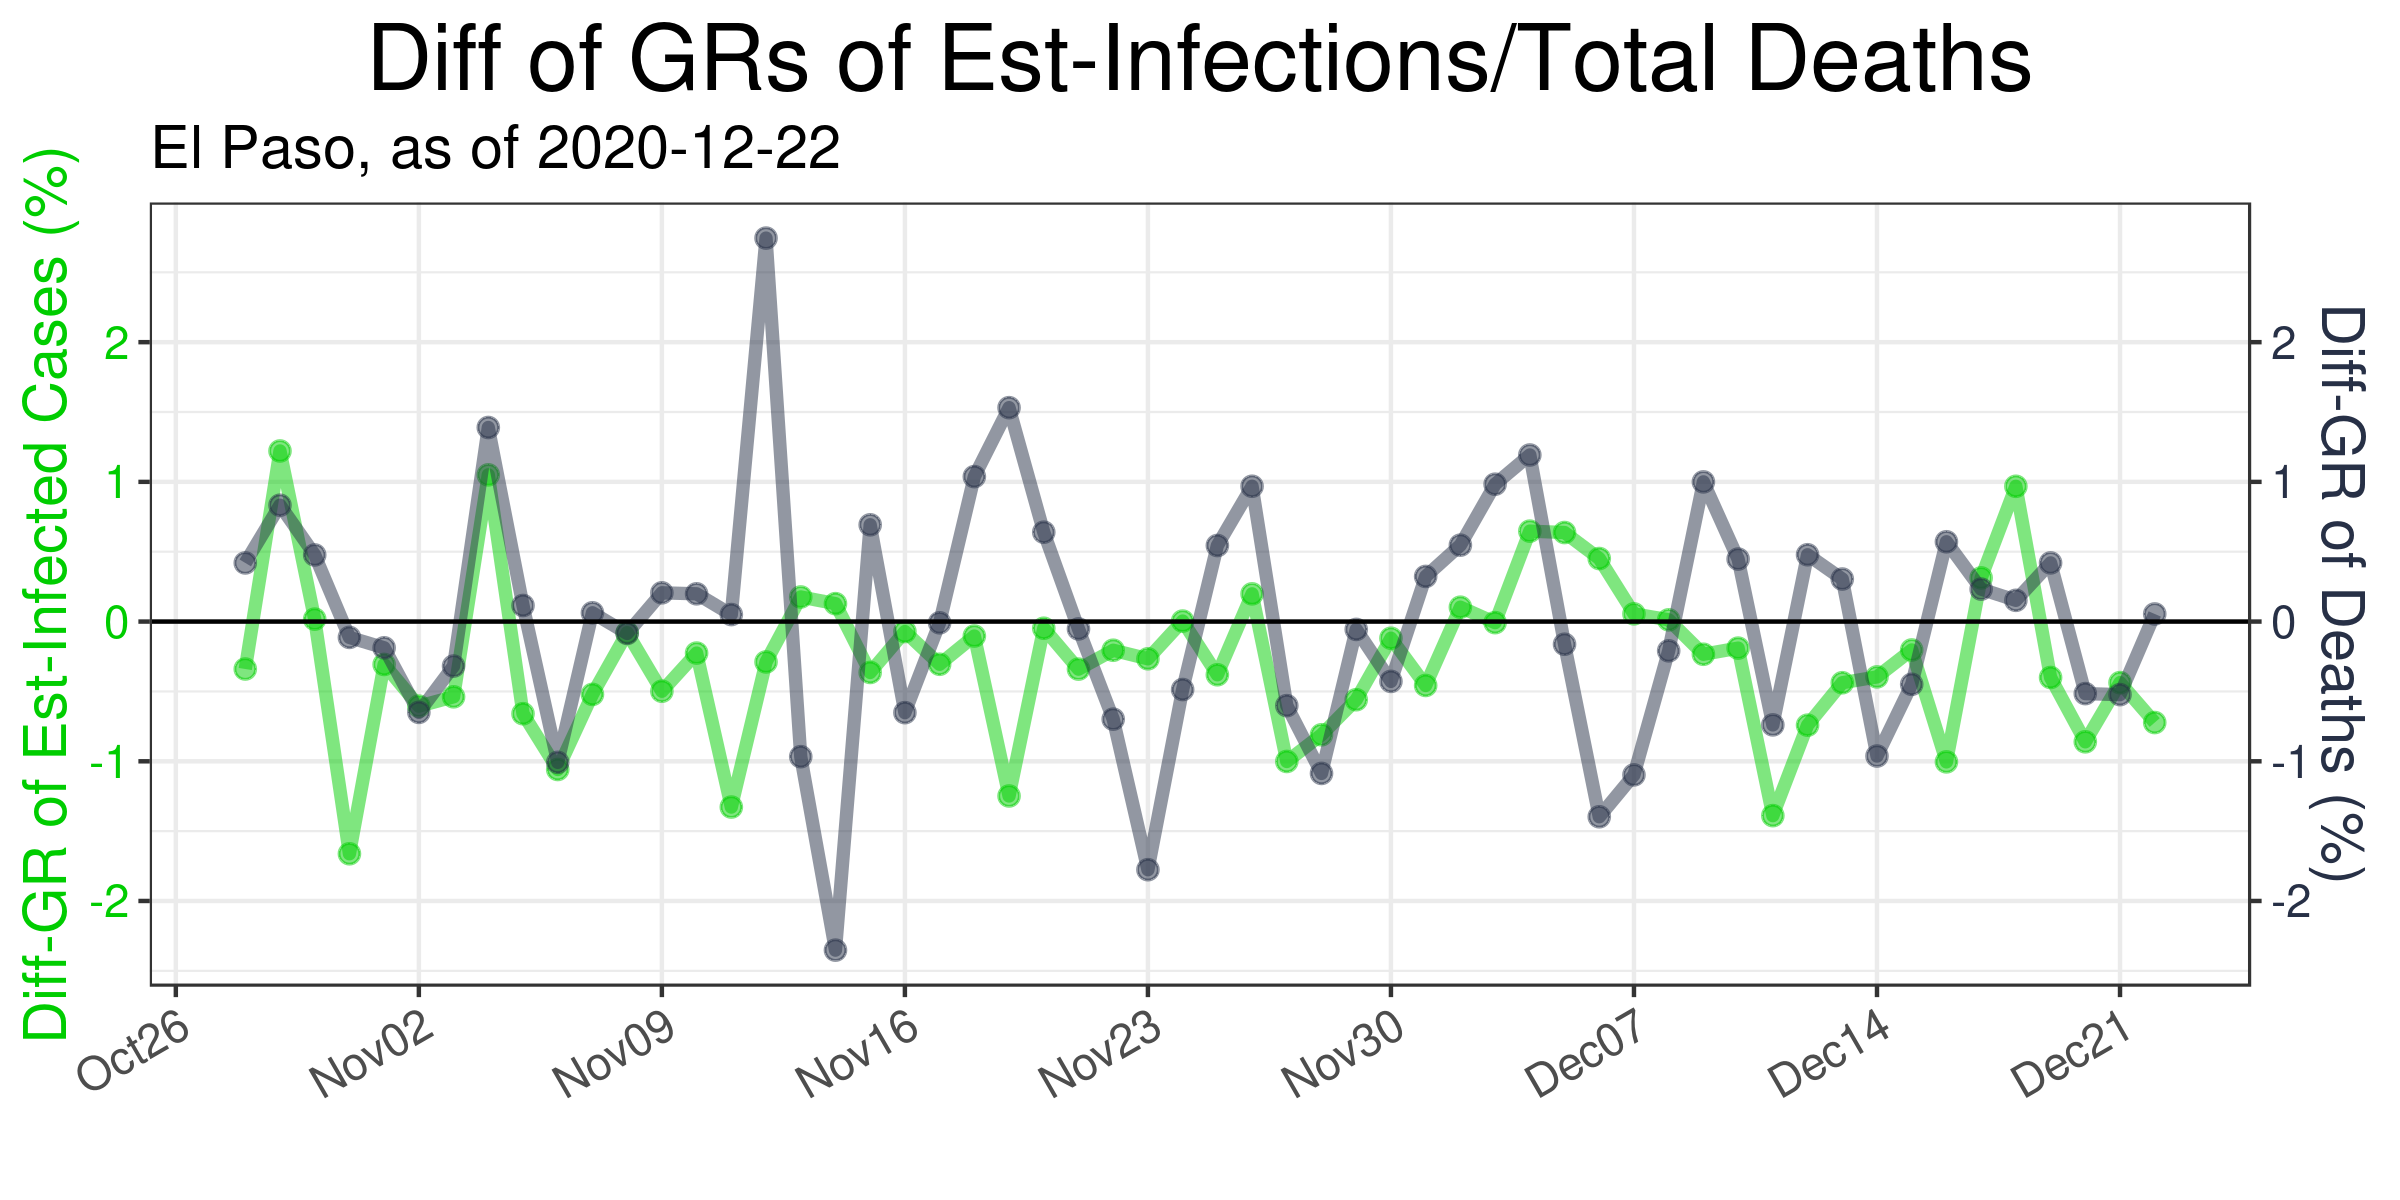 Diff of GRs of Est-Infections/Total Deaths
El Paso, as of 2020-12-22
Diff-GR of Est-Infected Cases (%)
2
1
0
-1
-2
2
1
0
-1
-2
Diff-GR of Deaths (%)
Oct26
Nov02
Nov09
Nov16
Nov23
Nov30
Dec07
Dec14
Dec21